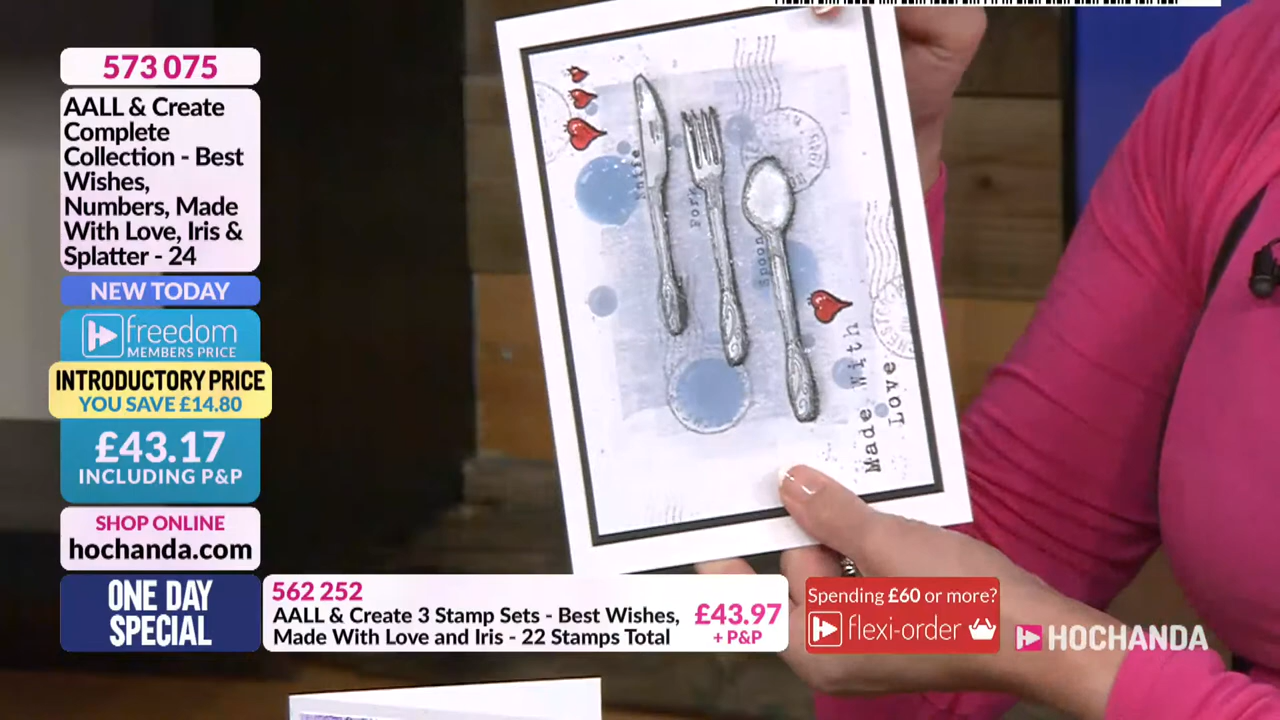 573 075
AALL & Create
Complete
Collection - Best
Wishes,
Numbers, Made
With Love, Iris &
Splatter - 24
NEW TODAY
freedom
MEMBERS PRICE
INTRODUCTORY PRICE
YOU SAVE £14.80
£43.17
INCLUDING P&P
SHOP ONLINE
hochanda.com
ONE DAY
SPECIAL
562 252
AALL & Create 3 Stamp Sets - Best Wishes,
Made With Love and Iris - 22 Stamps Total
£43.97
+ P&P
Spending £60 or more?
flexi-order
HOCHANDA
Knife
Fork
Spoon
Made With
Love